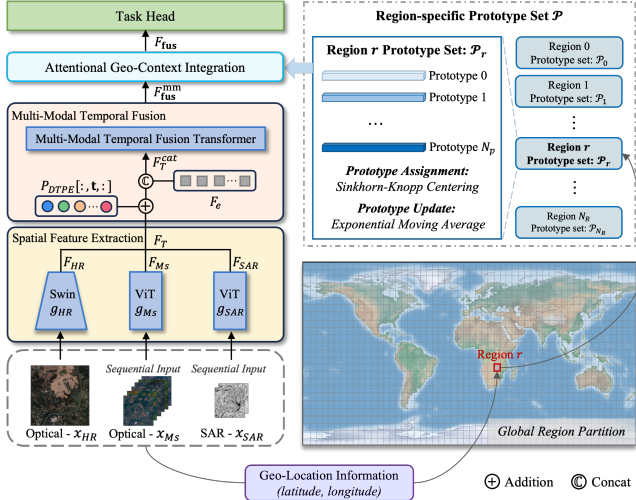 Task Head
F_fus
Attentional Geo-Context Integration
F_fus^mm
Multi-Modal Temporal Fusion
Multi-Modal Temporal Fusion Transformer
F_T^cat
P_DTPE[:, t, :]
ℂ
F_e
+
Spatial Feature Extraction
F_T
F_HR
F_Ms
F_SAR
Swin
g_HR
ViT
g_Ms
ViT
g_SAR
Sequential Input
Sequential Input
Optical - x_HR
Optical - x_Ms
SAR - x_SAR
Geo-Location Information
(latitude, longitude)
Region-specific Prototype Set 𝒫
Region r Prototype Set: 𝒫_r
Prototype 0
Prototype 1
...
Prototype N_p
Prototype Assignment:
Sinkhorn-Knopp Centering
Prototype Update:
Exponential Moving Average
Region 0
Prototype set: 𝒫_0
Region 1
Prototype set: 𝒫_1
⋮
Region r
Prototype set: 𝒫_r
⋮
Region N_R
Prototype set: 𝒫_N_R
Region r
Global Region Partition
+ Addition
ℂ Concat